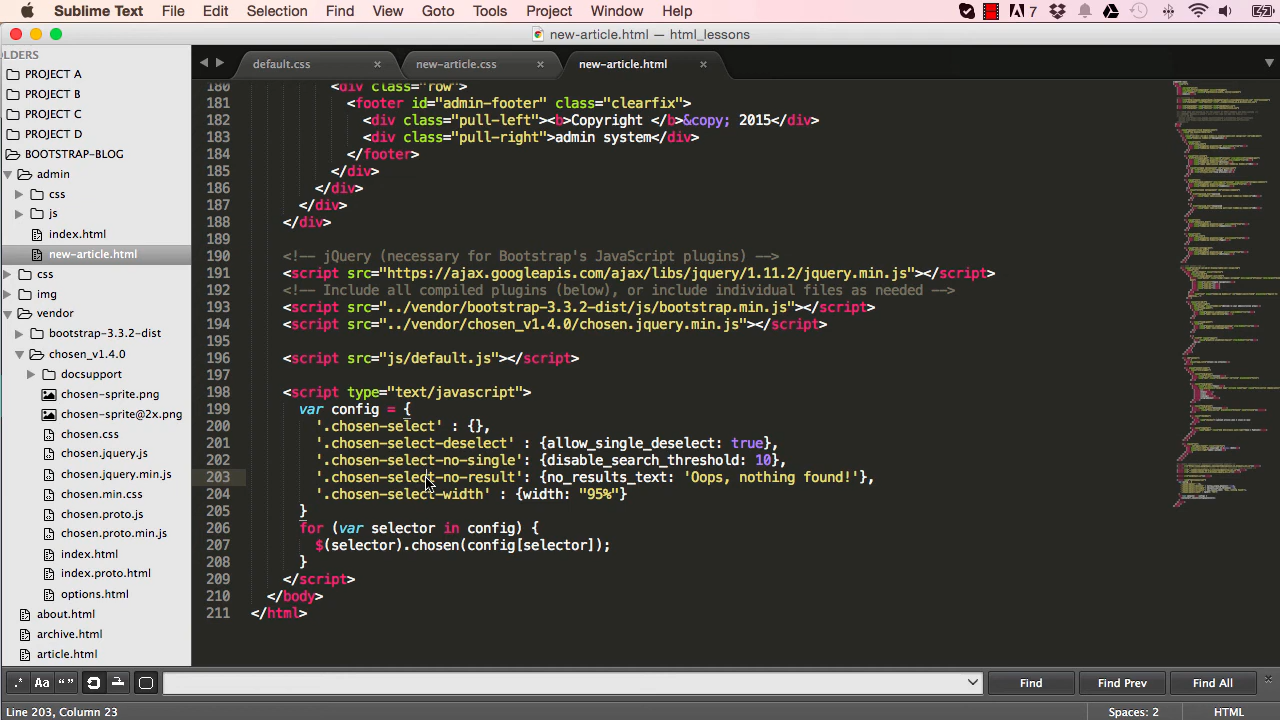 Sublime Text File Edit Selection Find View Goto Tools Project Window Help 7
new-article.html — html_lessons
OLDERS
PROJECT A
PROJECT B
PROJECT C
PROJECT D
BOOTSTRAP-BLOG
admin
css
js
index.html
new-article.html
css
img
vendor
bootstrap-3.3.2-dist
chosen_v1.4.0
docsupport
chosen-sprite.png
chosen-sprite@2x.png
chosen.css
chosen.jquery.js
chosen.jquery.min.js
chosen.min.css
chosen.proto.js
chosen.proto.min.js
index.html
index.proto.html
options.html
about.html
archive.html
article.html
default.css new-article.css new-article.html
180 <div class="row">
181 <footer id="admin-footer" class="clearfix">
182 <div class="pull-left"><b>Copyright </b>&copy; 2015</div>
183 <div class="pull-right">admin system</div>
184 </footer>
185 </div>
186 </div>
187 </div>
188 </div>
189
190 <!-- jQuery (necessary for Bootstrap's JavaScript plugins) -->
191 <script src="https://ajax.googleapis.com/ajax/libs/jquery/1.11.2/jquery.min.js"></script>
192 <!-- Include all compiled plugins (below), or include individual files as needed -->
193 <script src="../vendor/bootstrap-3.3.2-dist/js/bootstrap.min.js"></script>
194 <script src="../vendor/chosen_v1.4.0/chosen.jquery.min.js"></script>
195
196 <script src="js/default.js"></script>
197
198 <script type="text/javascript">
199 var config = {
200 '.chosen-select' : {},
201 '.chosen-select-deselect' : {allow_single_deselect: true},
202 '.chosen-select-no-single': {disable_search_threshold: 10},
203 '.chosen-select-no-result': {no_results_text: 'Oops, nothing found!'},
204 '.chosen-select-width' : {width: "95%"}
205 }
206 for (var selector in config) {
207 $(selector).chosen(config[selector]);
208 }
209 </script>
210 </body>
211 </html>
.* Aa “ ” Find Find Prev Find All
Line 203, Column 23 Spaces: 2 HTML